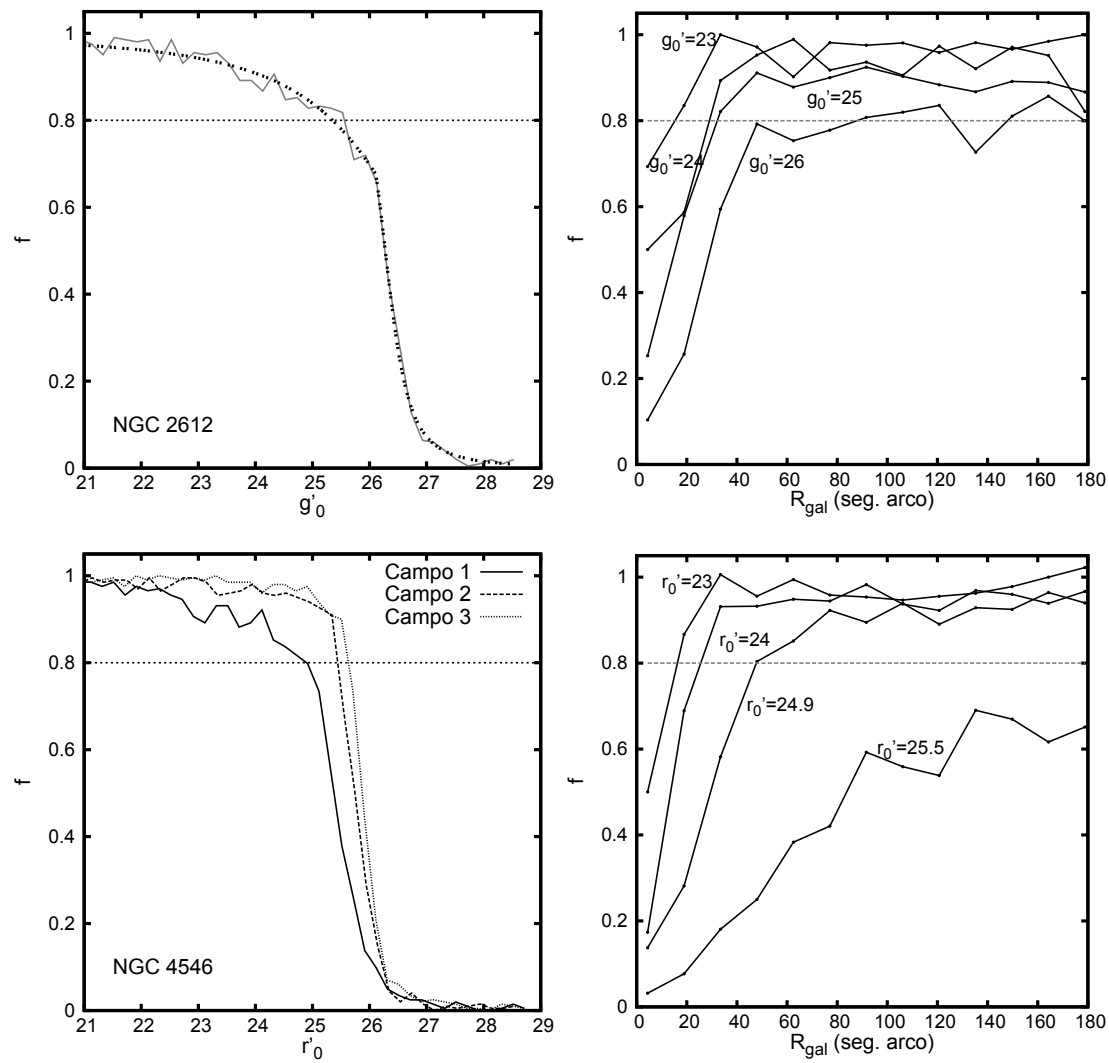 1
0.8
0.6
0.4
0.2
0
f
NGC 2612
21 22 23 24 25 26 27 28 29
g'0
1
0.8
0.6
0.4
0.2
0
f
g0'=23
g0'=25
g0'=24
g0'=26
0 20 40 60 80 100 120 140 160 180
Rgal (seg. arco)
1
0.8
0.6
0.4
0.2
0
f
Campo 1
Campo 2
Campo 3
NGC 4546
21 22 23 24 25 26 27 28 29
r'0
1
0.8
0.6
0.4
0.2
0
f
r0'=23
r0'=24
r0'=24.9
r0'=25.5
0 20 40 60 80 100 120 140 160 180
Rgal (seg. arco)